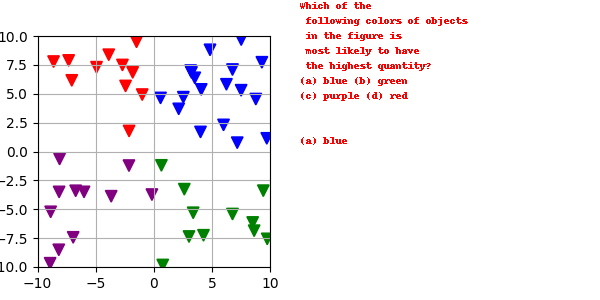 10.0
7.5
5.0
2.5
0.0
−2.5
−5.0
−7.5
10.0
−10
−5
0
5
10
Which of the
following colors of objects
in the figure is
most likely to have
the highest quantity?
(a) blue (b) green
(c) purple (d) red
(a) blue